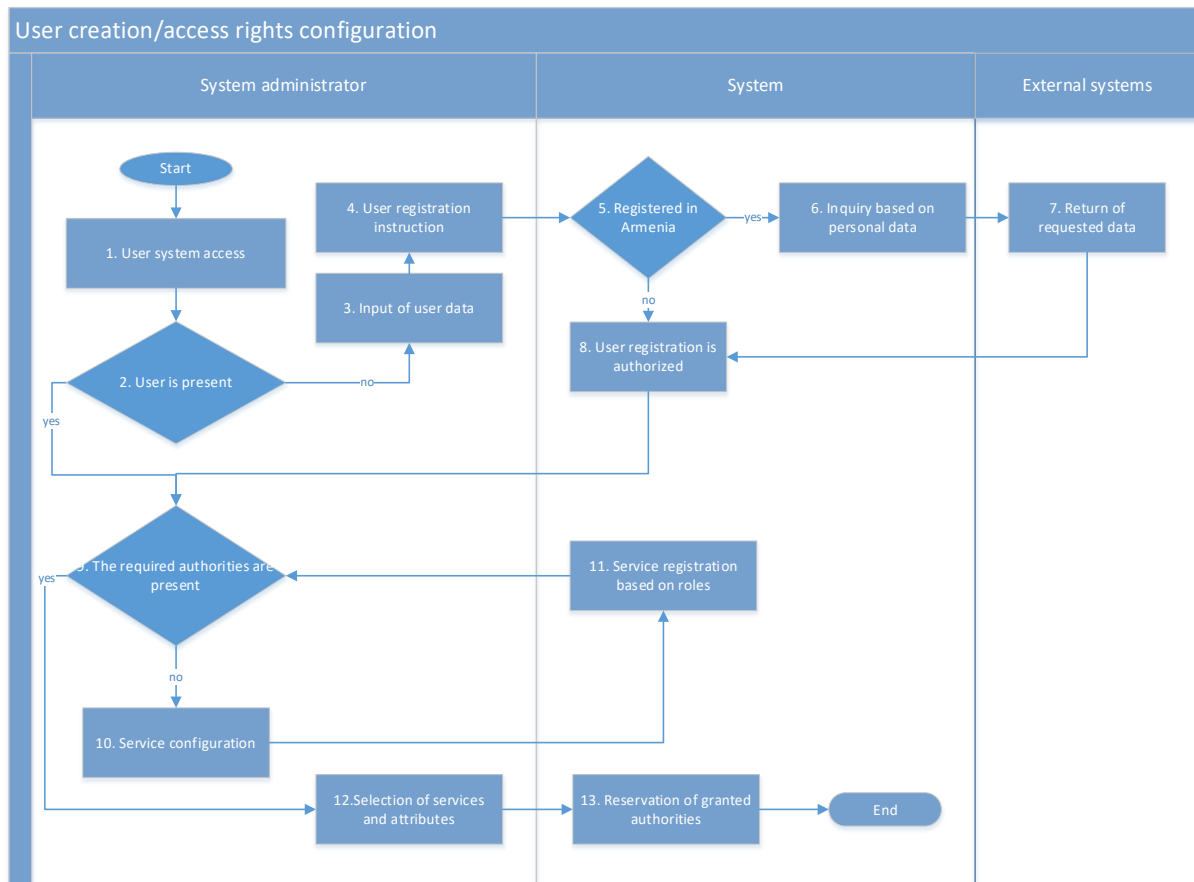 User creation/access rights configuration
System administrator
System
External systems
Start
1. User system access
2. User is present
yes
no
3. Input of user data
4. User registration
instruction
5. Registered in
Armenia
yes
no
6. Inquiry based on
personal data
7. Return of
requested data
8. User registration is
authorized
. The required authorities are
present
yes
no
10. Service configuration
11. Service registration
based on roles
12.Selection of services
and attributes
13. Reservation of granted
authorities
End